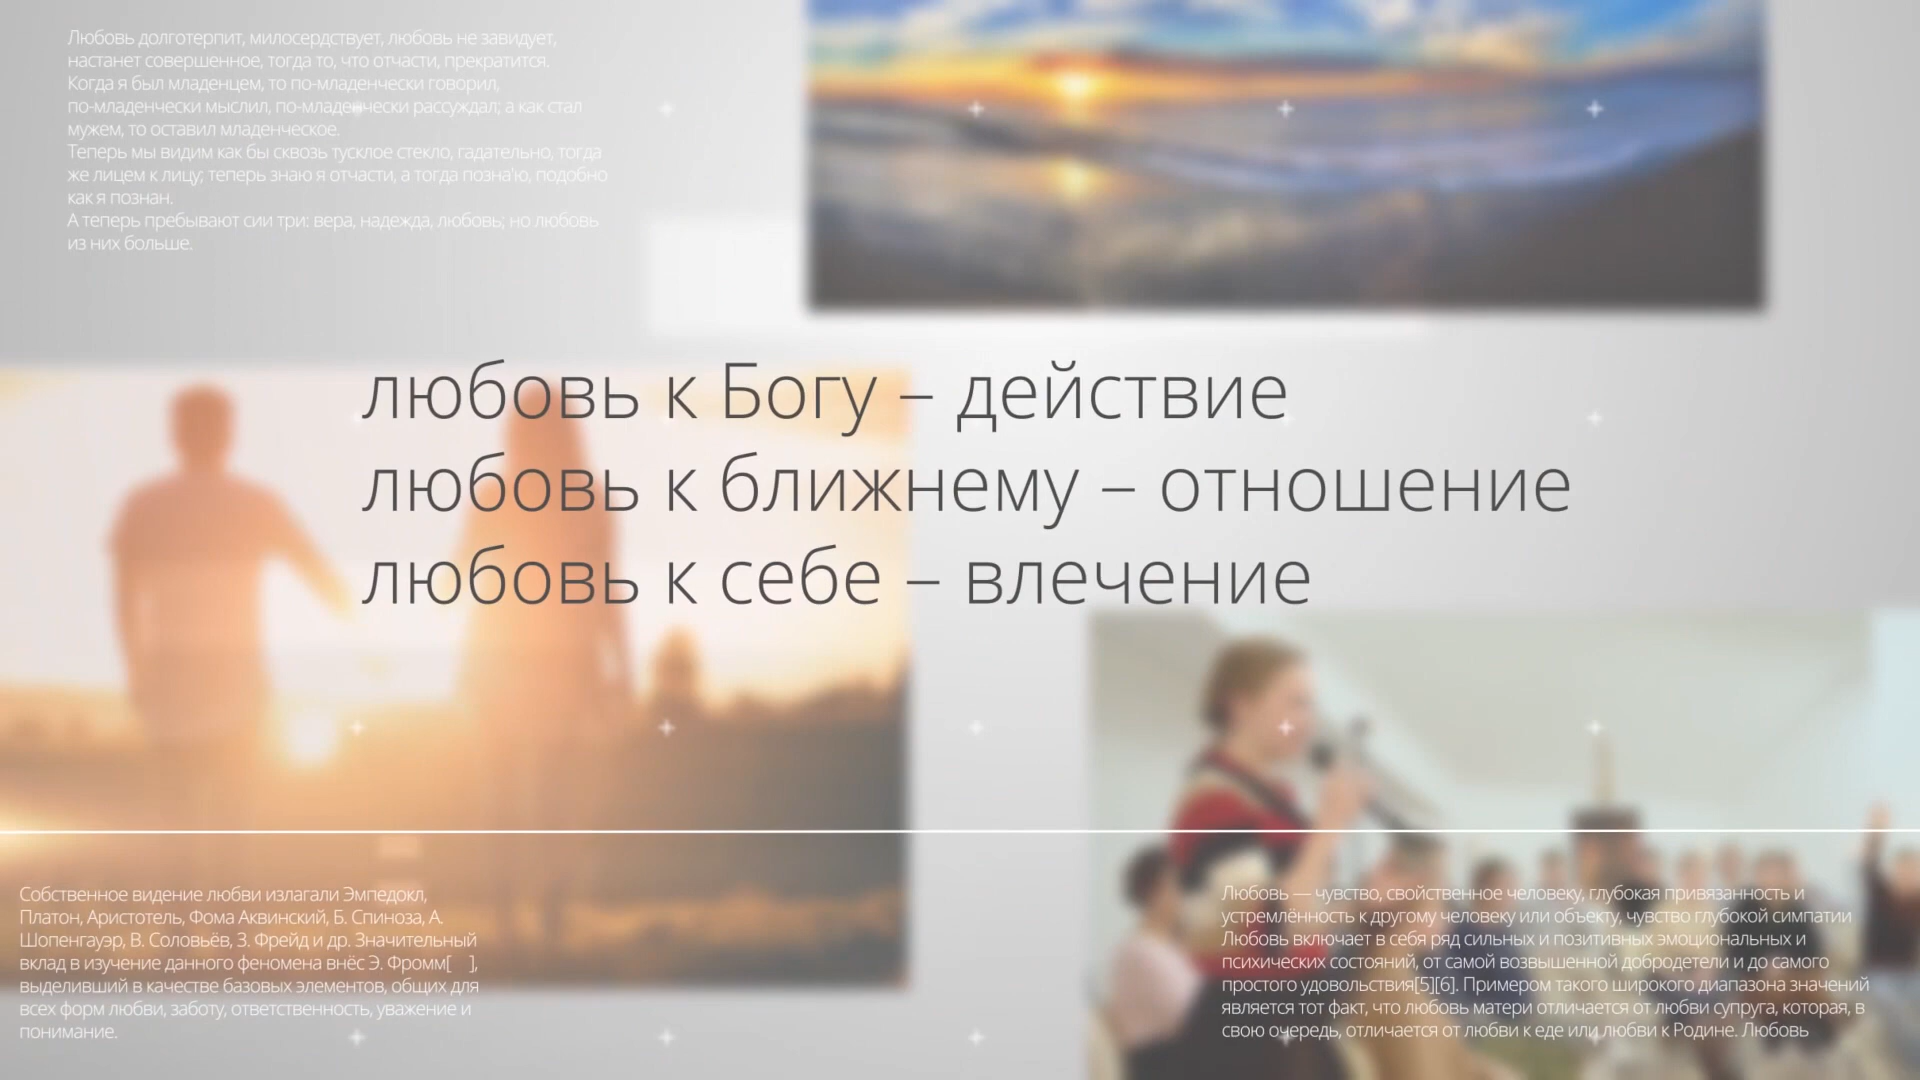 Любовь долготерпит, милосердствует, любовь не завидует,
настанет совершенное, тогда то, что отчасти, прекратится.
Когда я был младенцем, то по-младенчески говорил,
по-младенчески мыслил, по-младенчески рассуждал; а как стал
мужем, то оставил младенческое.
Теперь мы видим как бы сквозь тусклое стекло, гадательно, тогда
же лицем к лицу; теперь знаю я отчасти, а тогда позна'ю, подобно
как я познан.
А теперь пребывают сии три: вера, надежда, любовь; но любовь
из них больше.
любовь к Богу – действие
любовь к ближнему – отношение
любовь к себе – влечение
Собственное видение любви излагали Эмпедокл,
Платон, Аристотель, Фома Аквинский, Б. Спиноза, А.
Шопенгауэр, В. Соловьёв, З. Фрейд и др. Значительный
вклад в изучение данного феномена внёс Э. Фромм[ ],
выделивший в качестве базовых элементов, общих для
всех форм любви, заботу, ответственность, уважение и
понимание.
Любовь — чувство, свойственное человеку, глубокая привязанность и
устремлённость к другому человеку или объекту, чувство глубокой симпатии
Любовь включает в себя ряд сильных и позитивных эмоциональных и
психических состояний, от самой возвышенной добродетели и до самого
простого удовольствия[5][6]. Примером такого широкого диапазона значений
является тот факт, что любовь матери отличается от любви супруга, которая, в
свою очередь, отличается от любви к еде или любви к Родине. Любовь